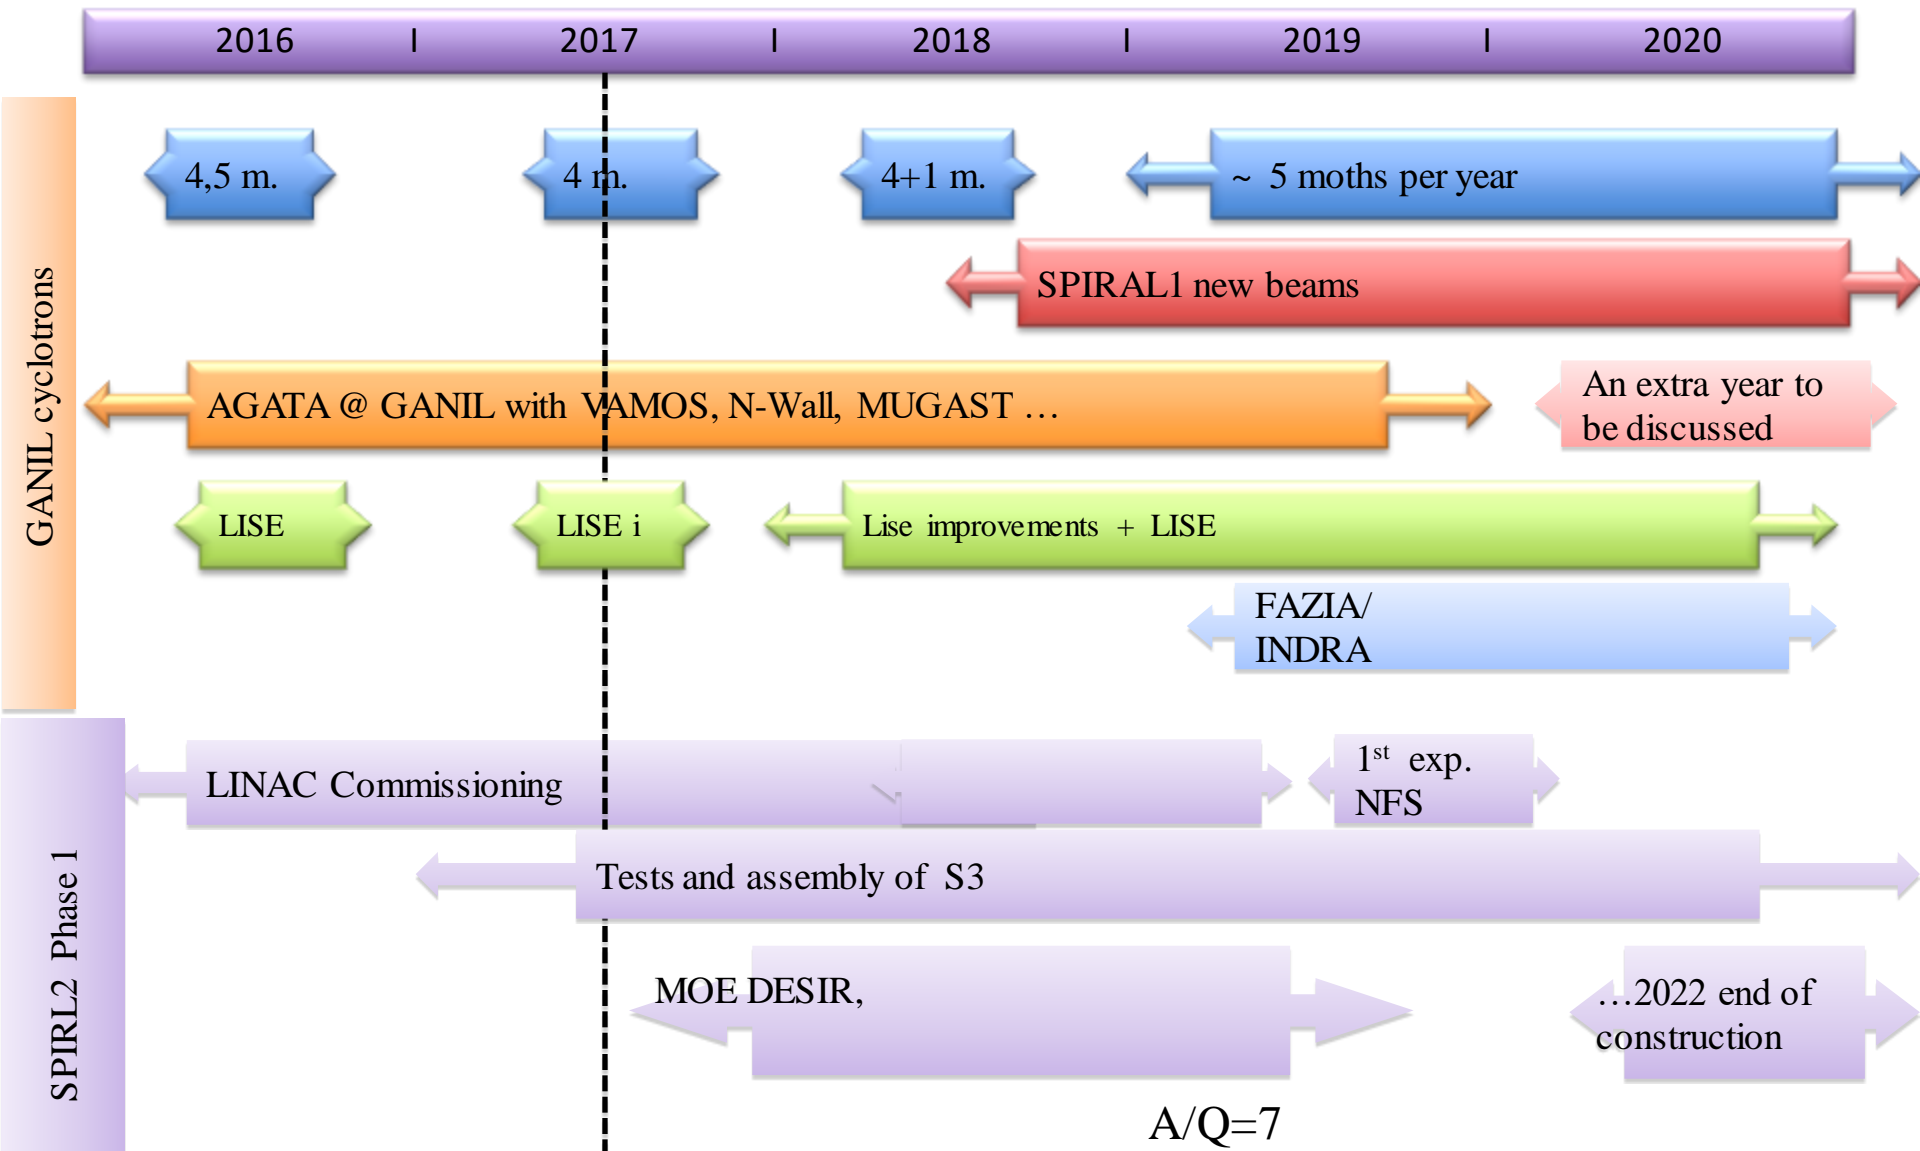 2016 I 2017 I 2018 I 2019 I 2020
GANIL cyclotrons
4,5 m.
4 m.
4+1 m.
~ 5 moths per year
SPIRAL1 new beams
AGATA @ GANIL with VAMOS, N-Wall, MUGAST …
An extra year to
be discussed
LISE
LISE i
Lise improvements + LISE
FAZIA/
INDRA
SPIRL2 Phase 1
LINAC Commissioning
1st exp.
NFS
Tests and assembly of S3
MOE DESIR,
…2022 end of
construction
A/Q=7